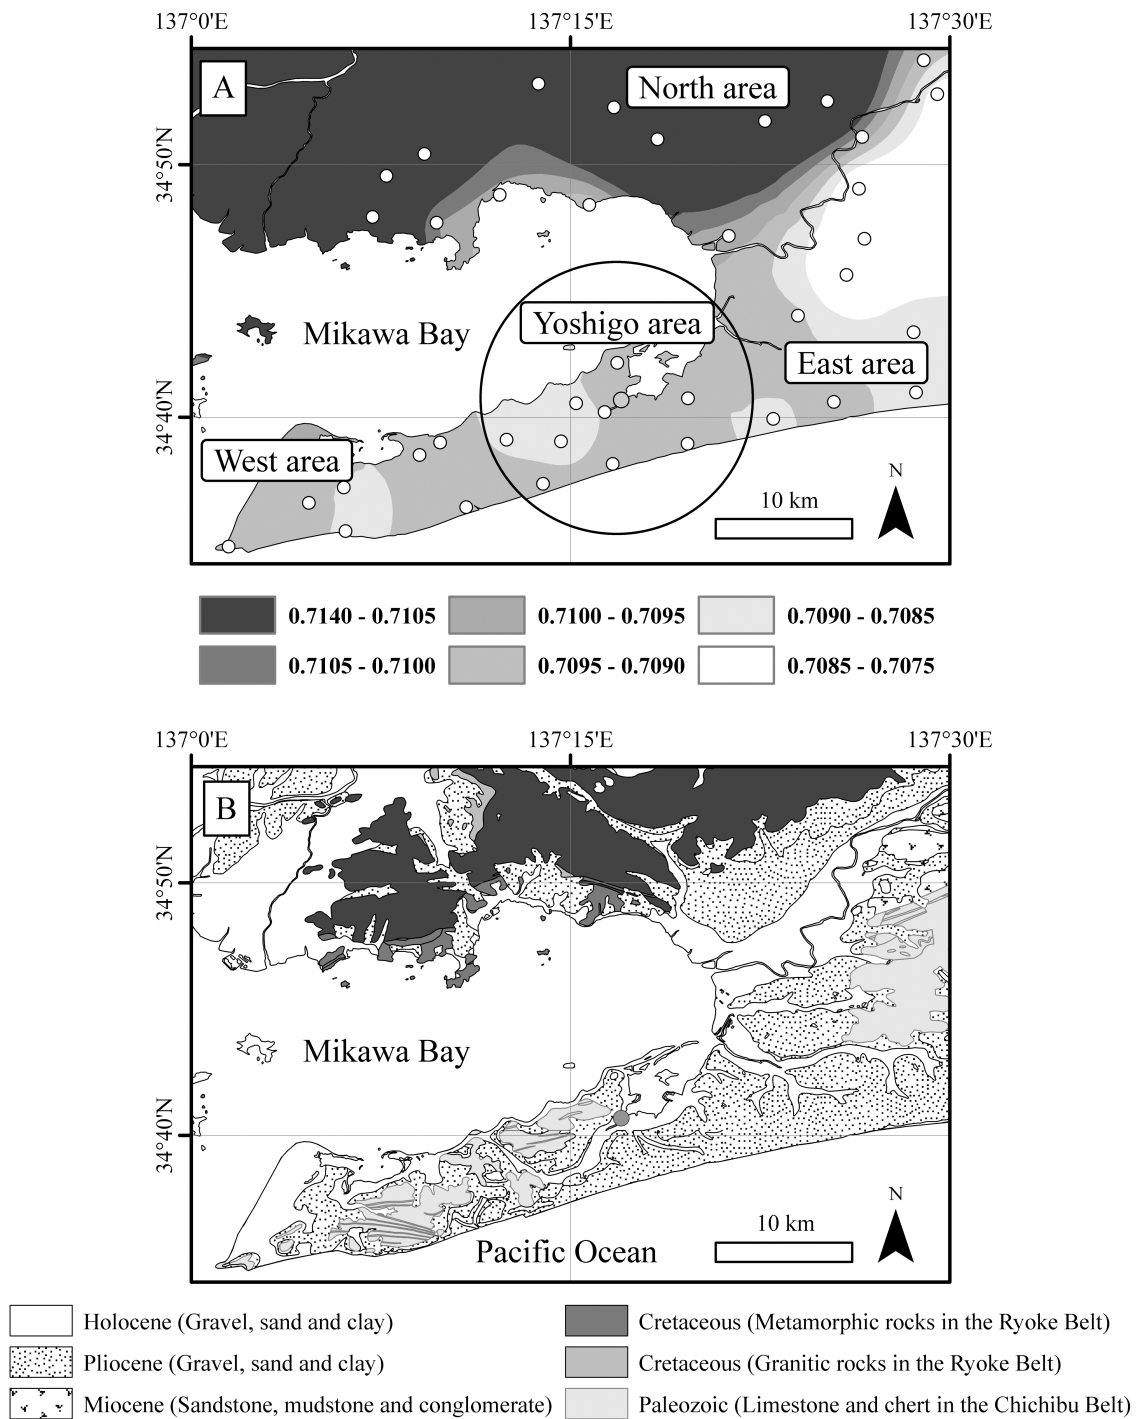 137°0'E 137°15'E 137°30'E
A
North area
34°50'N
Yoshigo area
Mikawa Bay
East area
34°40'N
West area
N
10 km
0.7140 - 0.7105 0.7100 - 0.7095 0.7090 - 0.7085
0.7105 - 0.7100 0.7095 - 0.7090 0.7085 - 0.7075
137°0'E 137°15'E 137°30'E
B
34°50'N
Mikawa Bay
34°40'N
N
10 km
Pacific Ocean
Holocene (Gravel, sand and clay) Cretaceous (Metamorphic rocks in the Ryoke Belt)
Pliocene (Gravel, sand and clay) Cretaceous (Granitic rocks in the Ryoke Belt)
Miocene (Sandstone, mudstone and conglomerate) Paleozoic (Limestone and chert in the Chichibu Belt)